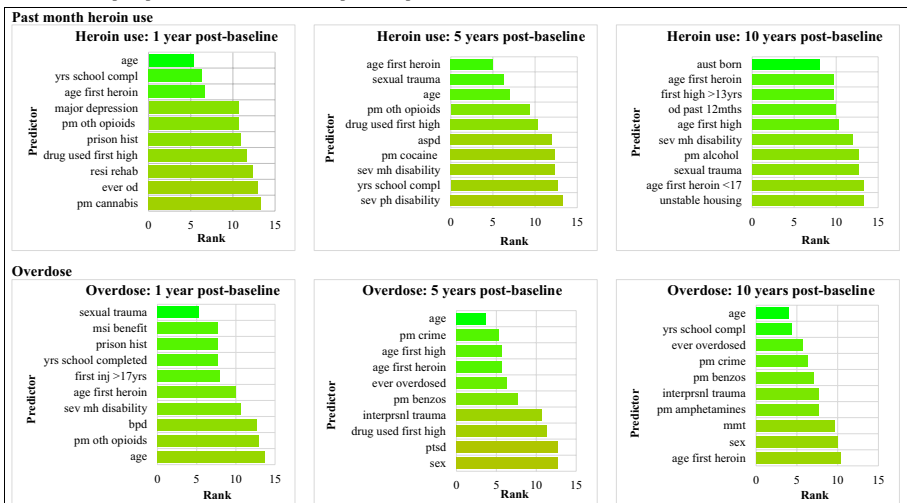 Past month heroin use
Heroin use: 1 year post-baseline
Predictor
age
yrs school compl
age first heroin
major depression
pm oth opioids
prison hist
drug used first high
resi rehab
ever od
pm cannabis
0 5 10 15
Rank
Heroin use: 5 years post-baseline
Predictor
age first heroin
sexual trauma
age
pm oth opioids
drug used first high
aspd
pm cocaine
sev mh disability
yrs school compl
sev ph disability
0 5 10 15
Rank
Heroin use: 10 years post-baseline
Predictor
aust born
age first heroin
first high >13yrs
od past 12mths
age first high
sev mh disability
pm alcohol
sexual trauma
age first heroin <17
unstable housing
0 5 10 15
Rank
Overdose
Overdose: 1 year post-baseline
Predictor
sexual trauma
msi benefit
prison hist
yrs school completed
first inj >17yrs
age first heroin
sev mh disability
bpd
pm oth opioids
age
0 5 10 15
Rank
Overdose: 5 years post-baseline
Predictor
age
pm crime
age first high
age first heroin
ever overdosed
pm benzos
interprsnl trauma
drug used first high
ptsd
sex
0 5 10 15
Rank
Overdose: 10 years post-baseline
Predictor
age
yrs school compl
ever overdosed
pm crime
pm benzos
interprsnl trauma
pm amphetamines
mmt
sex
age first heroin
0 5 10 15
Rank